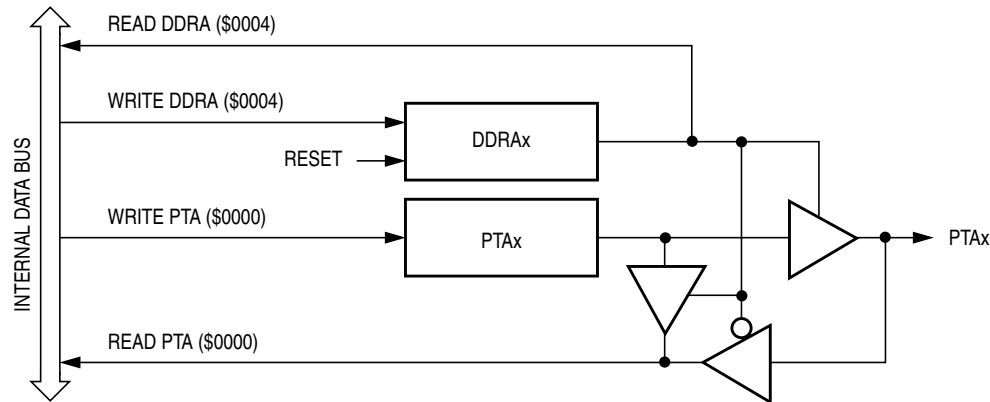 READ DDRA ($0004)
WRITE DDRA ($0004)
DDRAx
RESET
WRITE PTA ($0000)
PTAx
PTAx
READ PTA ($0000)
INTERNAL DATA BUS